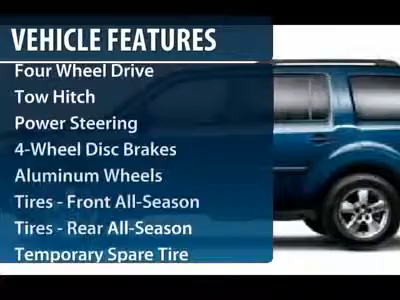 VEHICLE FEATURES
Four Wheel Drive
Tow Hitch
Power Steering
4-Wheel Disc Brakes
Aluminum Wheels
Tires - Front All-Season
Tires - Rear All-Season
Temporary Spare Tire